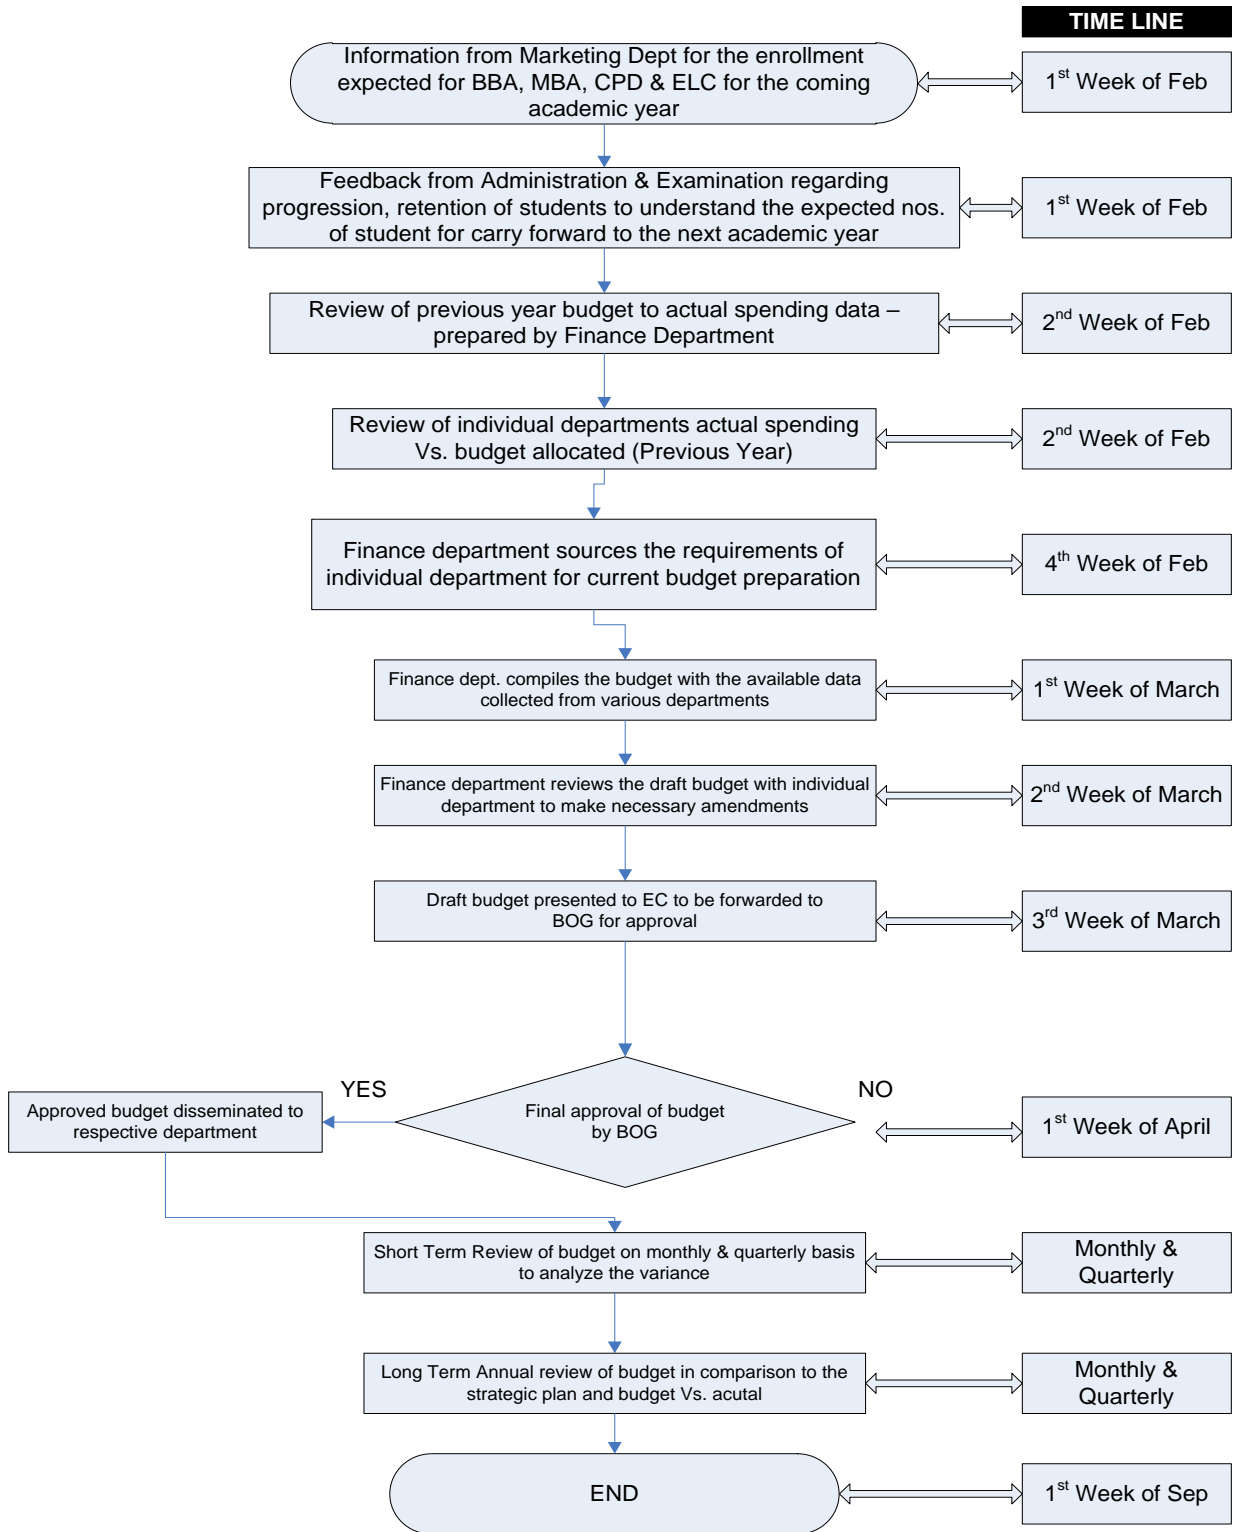 TIME LINE
Information from Marketing Dept for the enrollment
expected for BBA, MBA, CPD & ELC for the coming
academic year
1st Week of Feb
Feedback from Administration & Examination regarding
progression, retention of students to understand the expected nos.
of student for carry forward to the next academic year
1st Week of Feb
Review of previous year budget to actual spending data –
prepared by Finance Department
2nd Week of Feb
Review of individual departments actual spending
Vs. budget allocated (Previous Year)
2nd Week of Feb
Finance department sources the requirements of
individual department for current budget preparation
4th Week of Feb
Finance dept. compiles the budget with the available data
collected from various departments
1st Week of March
Finance department reviews the draft budget with individual
department to make necessary amendments
2nd Week of March
Draft budget presented to EC to be forwarded to
BOG for approval
3rd Week of March
YES
NO
Approved budget disseminated to
respective department
Final approval of budget
by BOG
1st Week of April
Short Term Review of budget on monthly & quarterly basis
to analyze the variance
Monthly &
Quarterly
Long Term Annual review of budget in comparison to the
strategic plan and budget Vs. acutal
Monthly &
Quarterly
END
1st Week of Sep